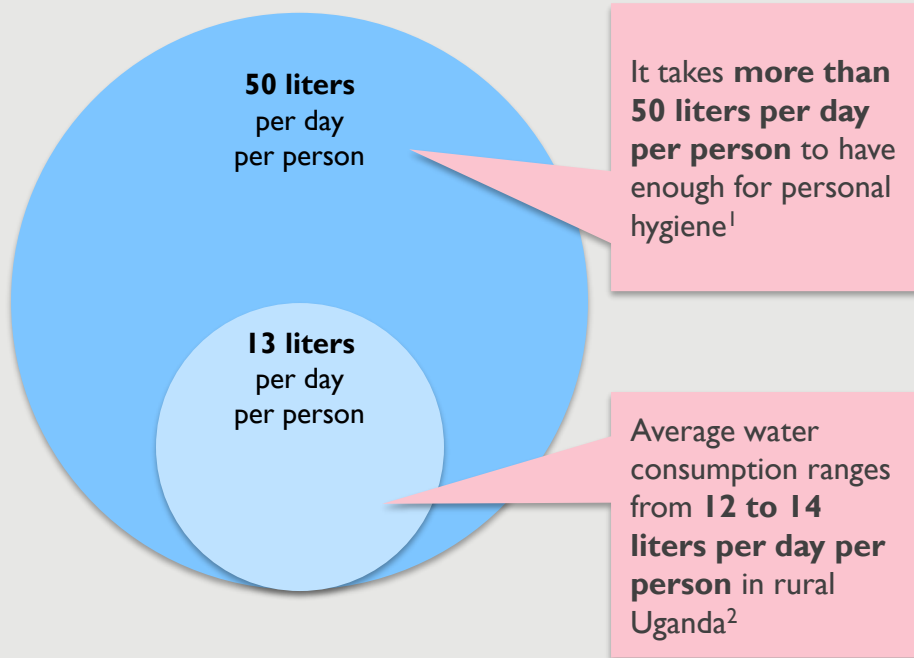 50 liters
per day
per person
It takes more than
50 liters per day
per person to have
enough for personal
hygiene¹
13 liters
per day
per person
Average water
consumption ranges
from 12 to 14
liters per day per
person in rural
Uganda²